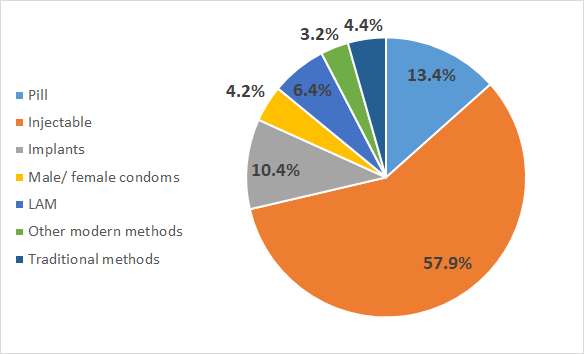 3.2%
4.4%
13.4%
6.4%
4.2%
10.4%
57.9%
Pill
Injectable
Implants
Male/ female condoms
LAM
Other modern methods
Traditional methods